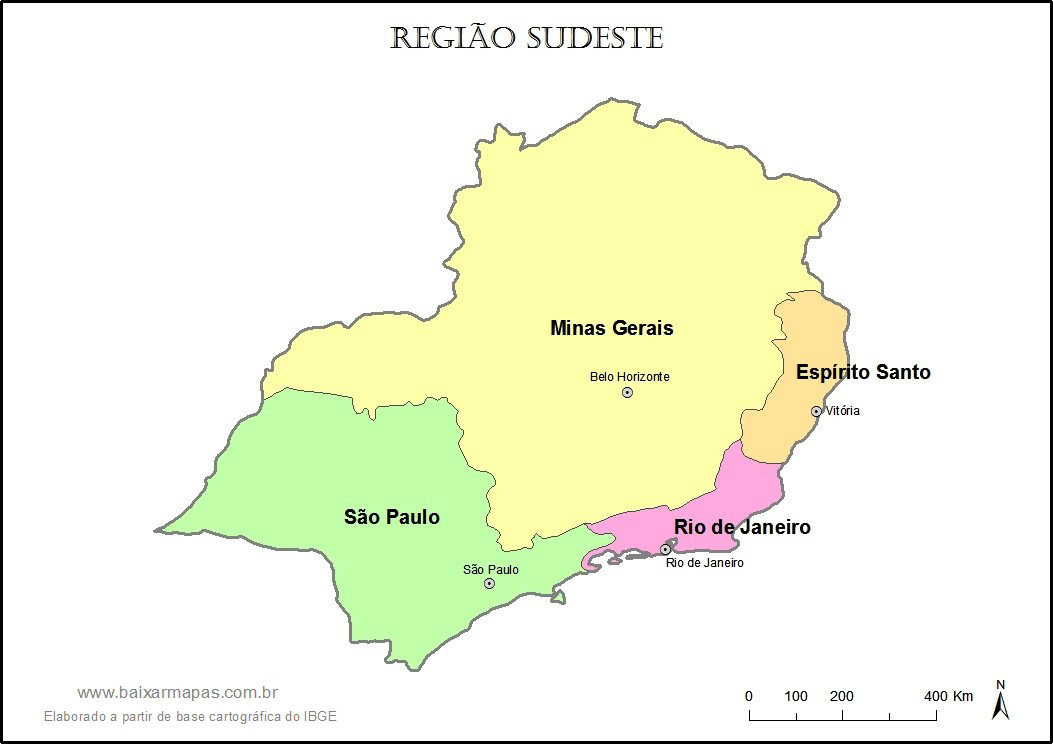 REGIÃO SUDESTE
Minas Gerais
Belo Horizonte
Espírito Santo
Vitória
São Paulo
Rio de Janeiro
Rio de Janeiro
São Paulo
www.baixarmapas.com.br
Elaborado a partir de base cartográfica do IBGE
0 100 200 400 Km
N